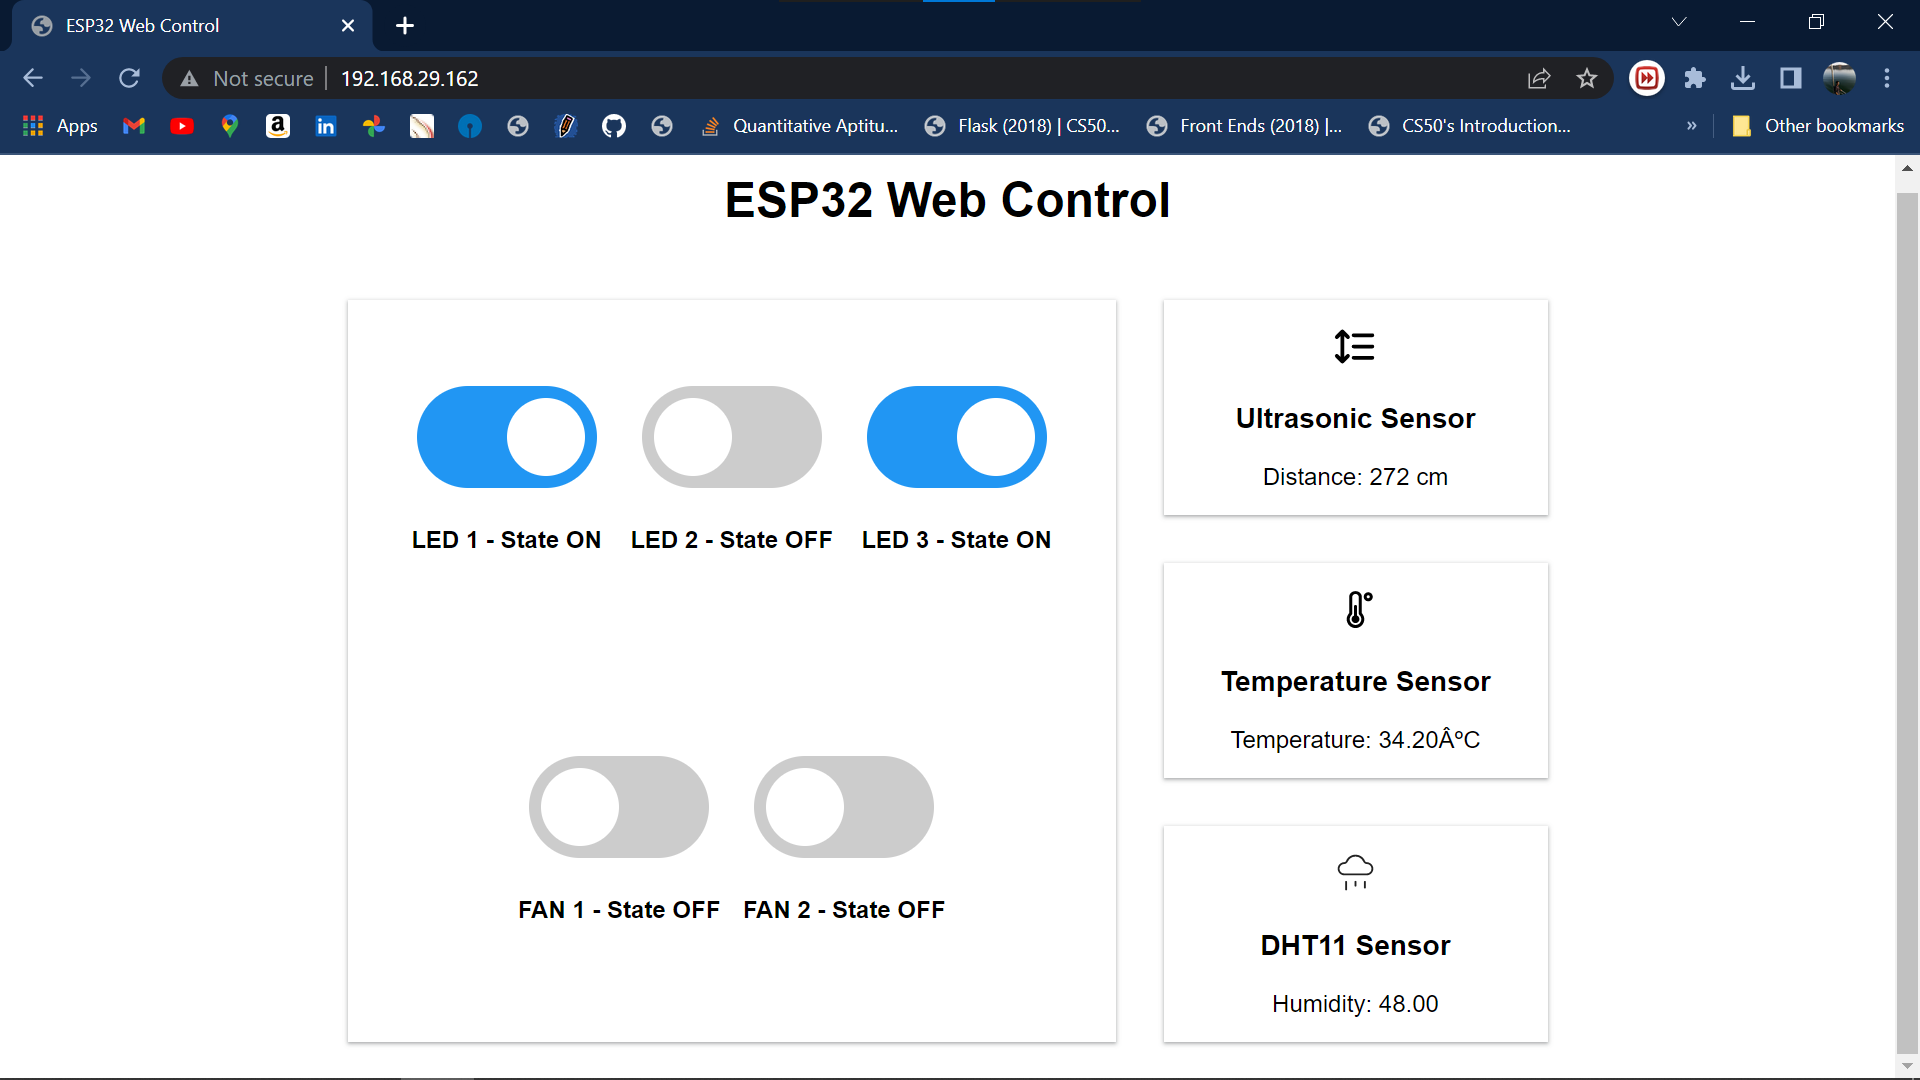 ESP32 Web Control
Not secure
192.168.29.162
Apps
a
in
Quantitative Aptitu...
Flask (2018) | CS50...
Front Ends (2018) |...
CS50's Introduction...
»
Other bookmarks
ESP32 Web Control
LED 1 - State ON
LED 2 - State OFF
LED 3 - State ON
FAN 1 - State OFF
FAN 2 - State OFF
Ultrasonic Sensor
Distance: 272 cm
Temperature Sensor
Temperature: 34.20ÂºC
DHT11 Sensor
Humidity: 48.00